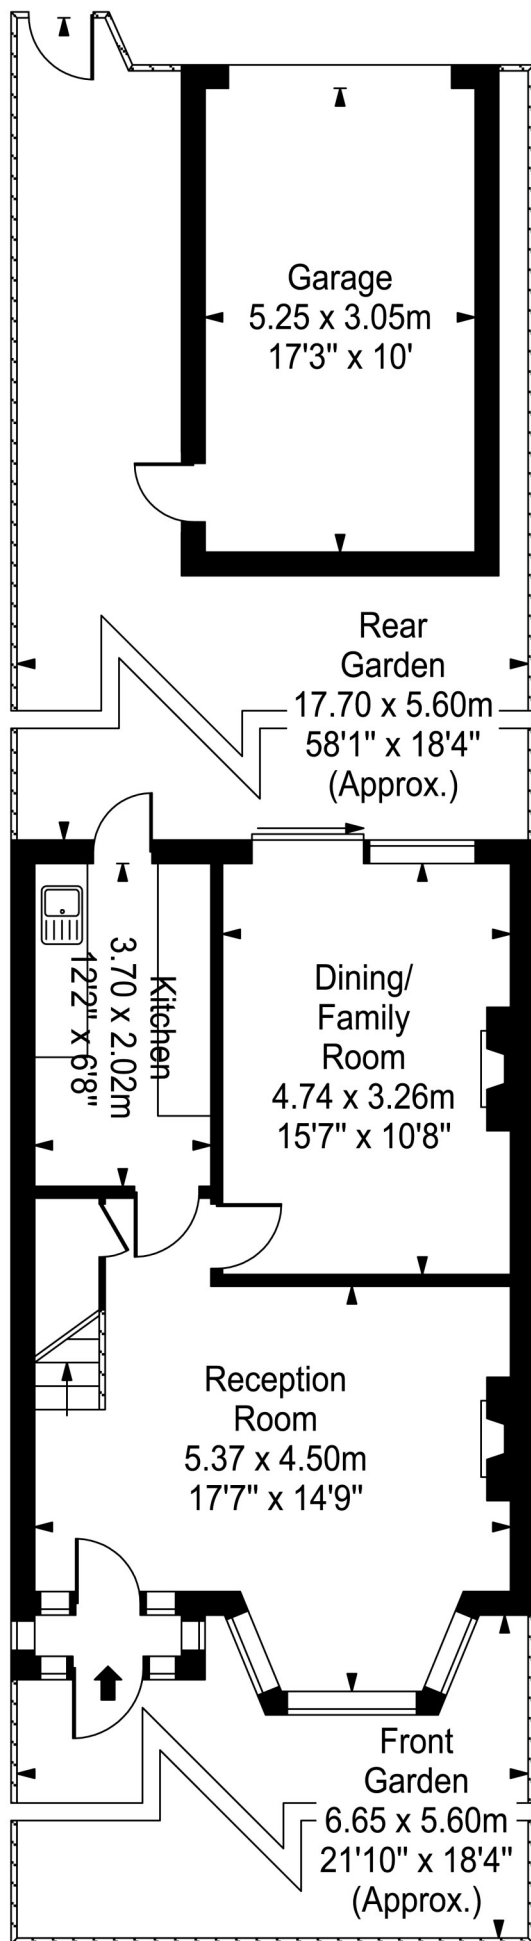 Garage
5.25 x 3.05m
17'3" x 10'
Rear
Garden
17.70 x 5.60m
58'1" x 18'4"
(Approx.)
Kitchen
3.70 x 2.02m
12'2" x 6'8"
Dining/
Family
Room
4.74 x 3.26m
15'7" x 10'8"
Reception
Room
5.37 x 4.50m
17'7" x 14'9"
Front
Garden
6.65 x 5.60m
21'10" x 18'4"
(Approx.)